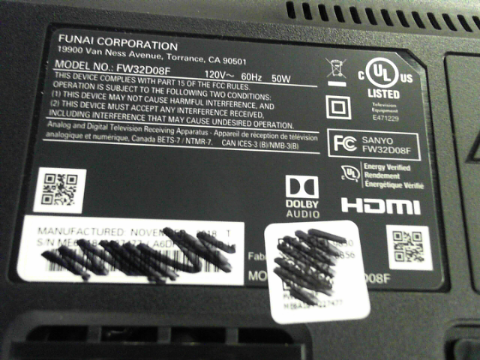 FUNAI CORPORATION
19900 Van Ness Avenue, Torrance, CA 90501
MODEL NO.: FW32D08F 120V~ 60Hz 50W
THIS DEVICE COMPLIES WITH PART 15 OF THE FCC RULES.
OPERATION IS SUBJECT TO THE FOLLOWING TWO CONDITIONS:
(1) THIS DEVICE MAY NOT CAUSE HARMFUL INTERFERENCE, AND
(2) THIS DEVICE MUST ACCEPT ANY INTERFERENCE RECEIVED,
INCLUDING INTERFERENCE THAT MAY CAUSE UNDESIRED OPERATION.
Analog and Digital Television Receiving Apparatus - Appareil de réception de télévision
analogique et numérique, Canada BETS-7 / NTMR-7. CAN ICES-3 (B)/NMB-3(B)
c UL US
LISTED
Television
Equipment
E471229
FC SANYO
FW32D08F
UL Energy Verified
Rendement
Énergétique Vérifié
DOLBY
AUDIO
HDMI
MANUFACTURED
S/N
D08F